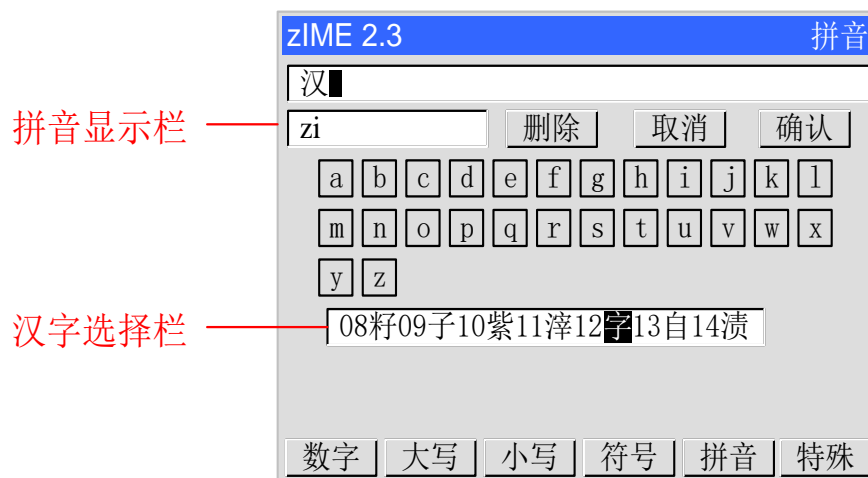 zIME 2.3 拼音
汉
拼音显示栏 zi 删除 取消 确认
a b c d e f g h i j k l
m n o p q r s t u v w x
y z
汉字选择栏 08籽09子10紫11滓12字13自14渍
数字 大写 小写 符号 拼音 特殊